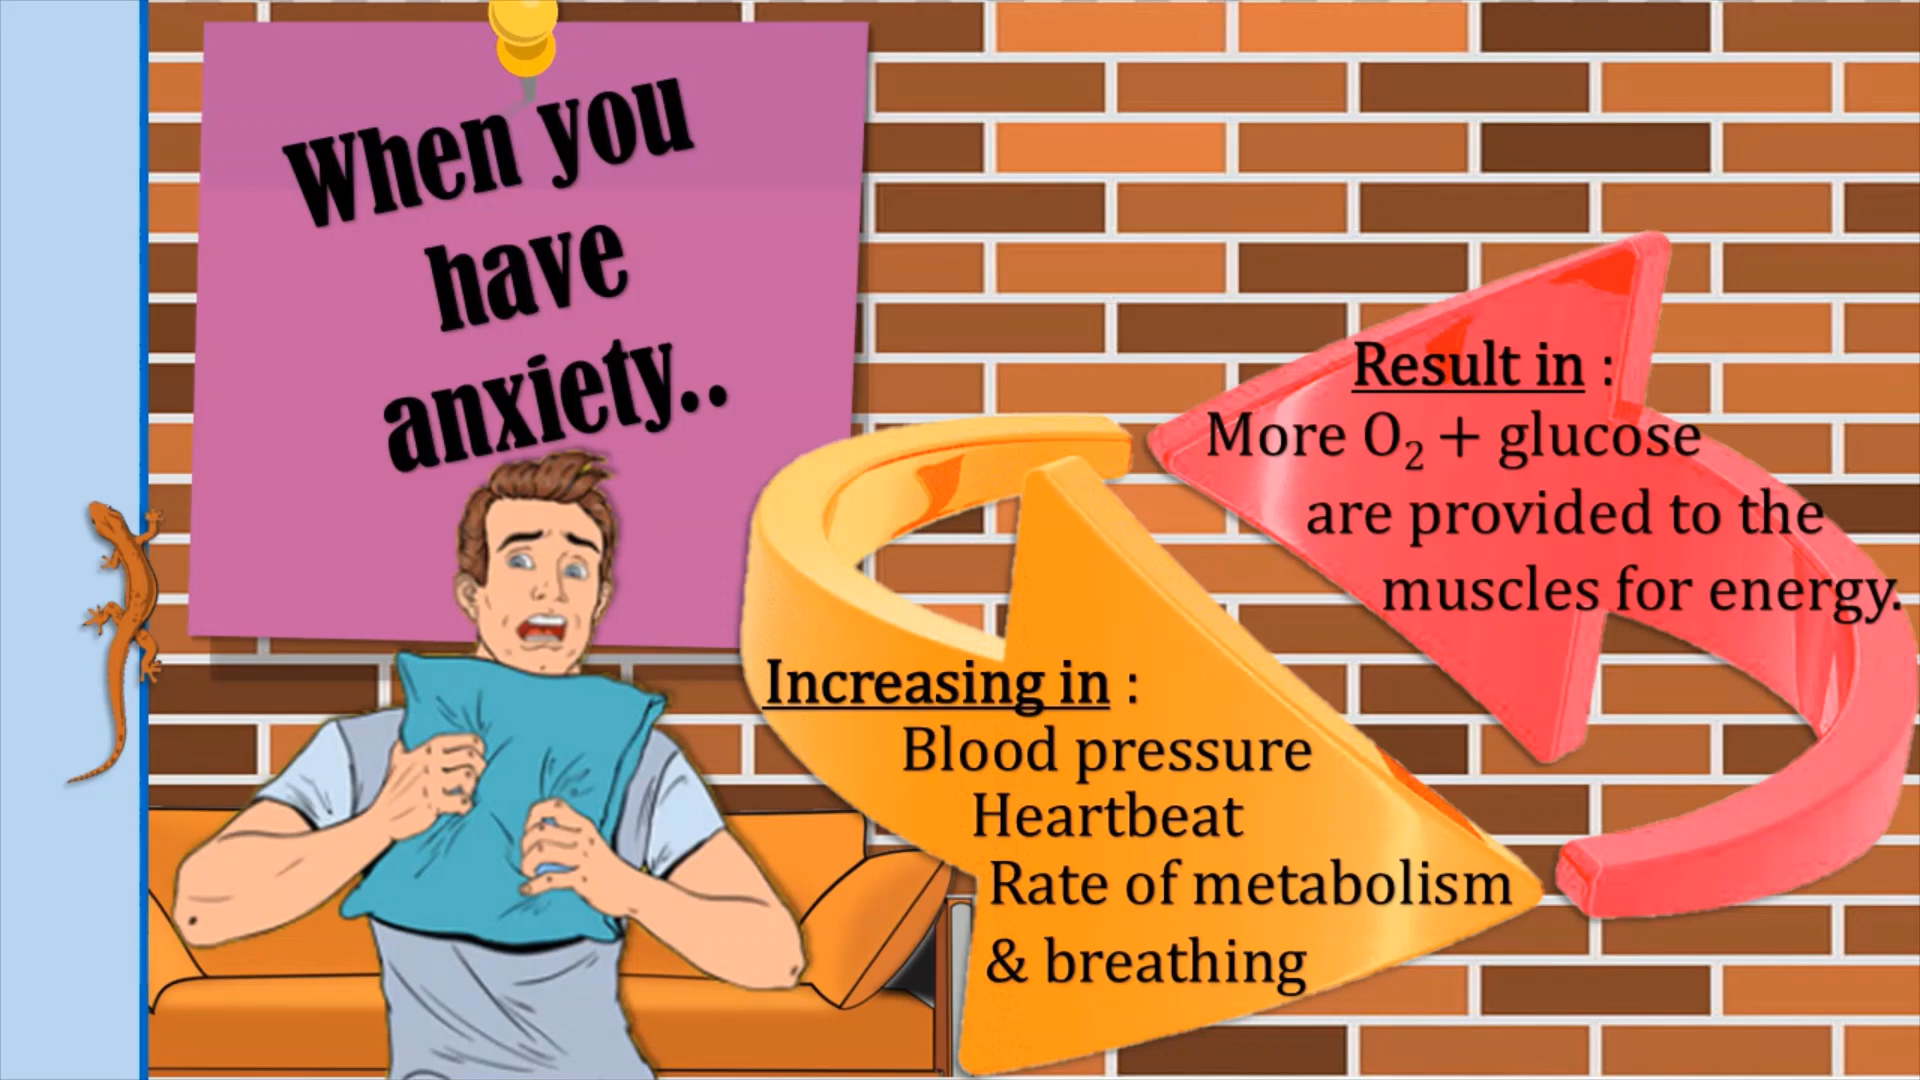 When you
have
anxiety..
Increasing in :
Blood pressure
Heartbeat
Rate of metabolism
& breathing
Result in :
More O₂ + glucose
are provided to the
muscles for energy.